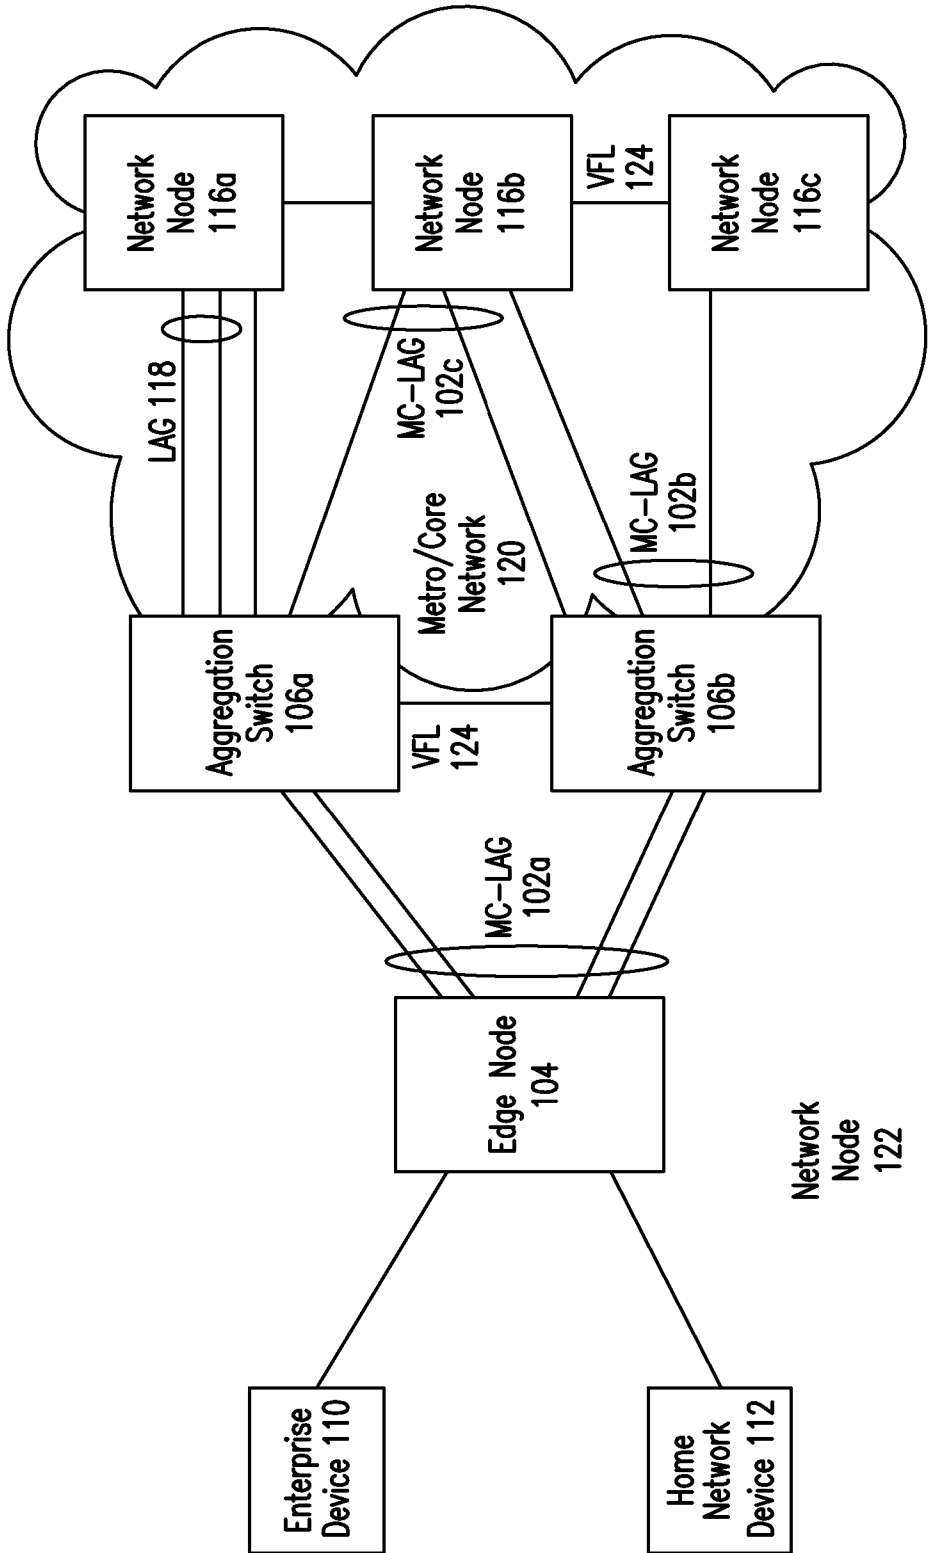 Enterprise
Device 110
Home
Network
Device 112
Edge Node
104
Network
Node
122
MC-LAG
102a
Aggregation
Switch
106a
VFL
124
Aggregation
Switch
106b
Metro/Core
Network
120
LAG 118
MC-LAG
102c
MC-LAG
102b
Network
Node
116a
Network
Node
116b
VFL
124
Network
Node
116c